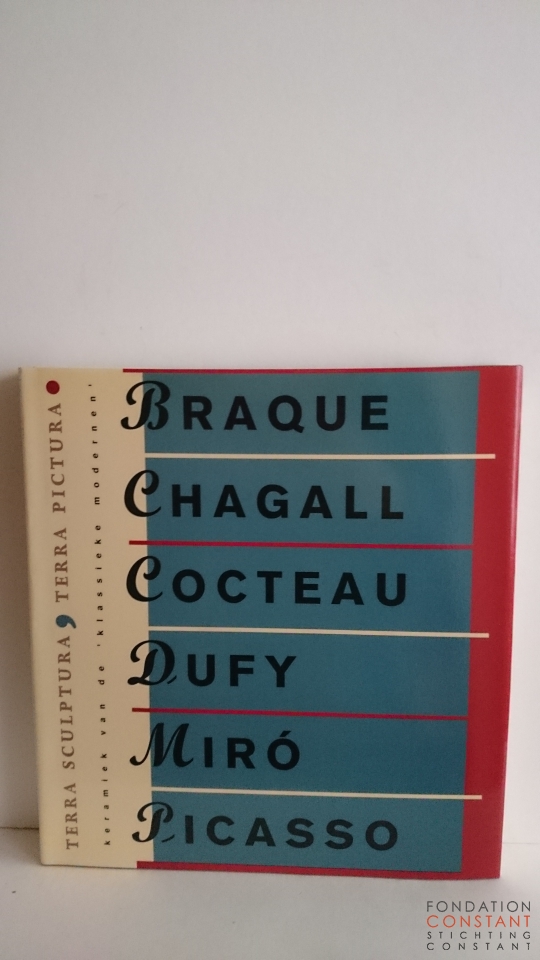 TERRA SCULPTURA, TERRA PICTURA
keramiek van de 'klassieke modernen'
BRAQUE
CHAGALL
COCTEAU
DUFY
MIRÓ
PICASSO
FONDATION
CONSTANT
STICHTING
CONSTANT